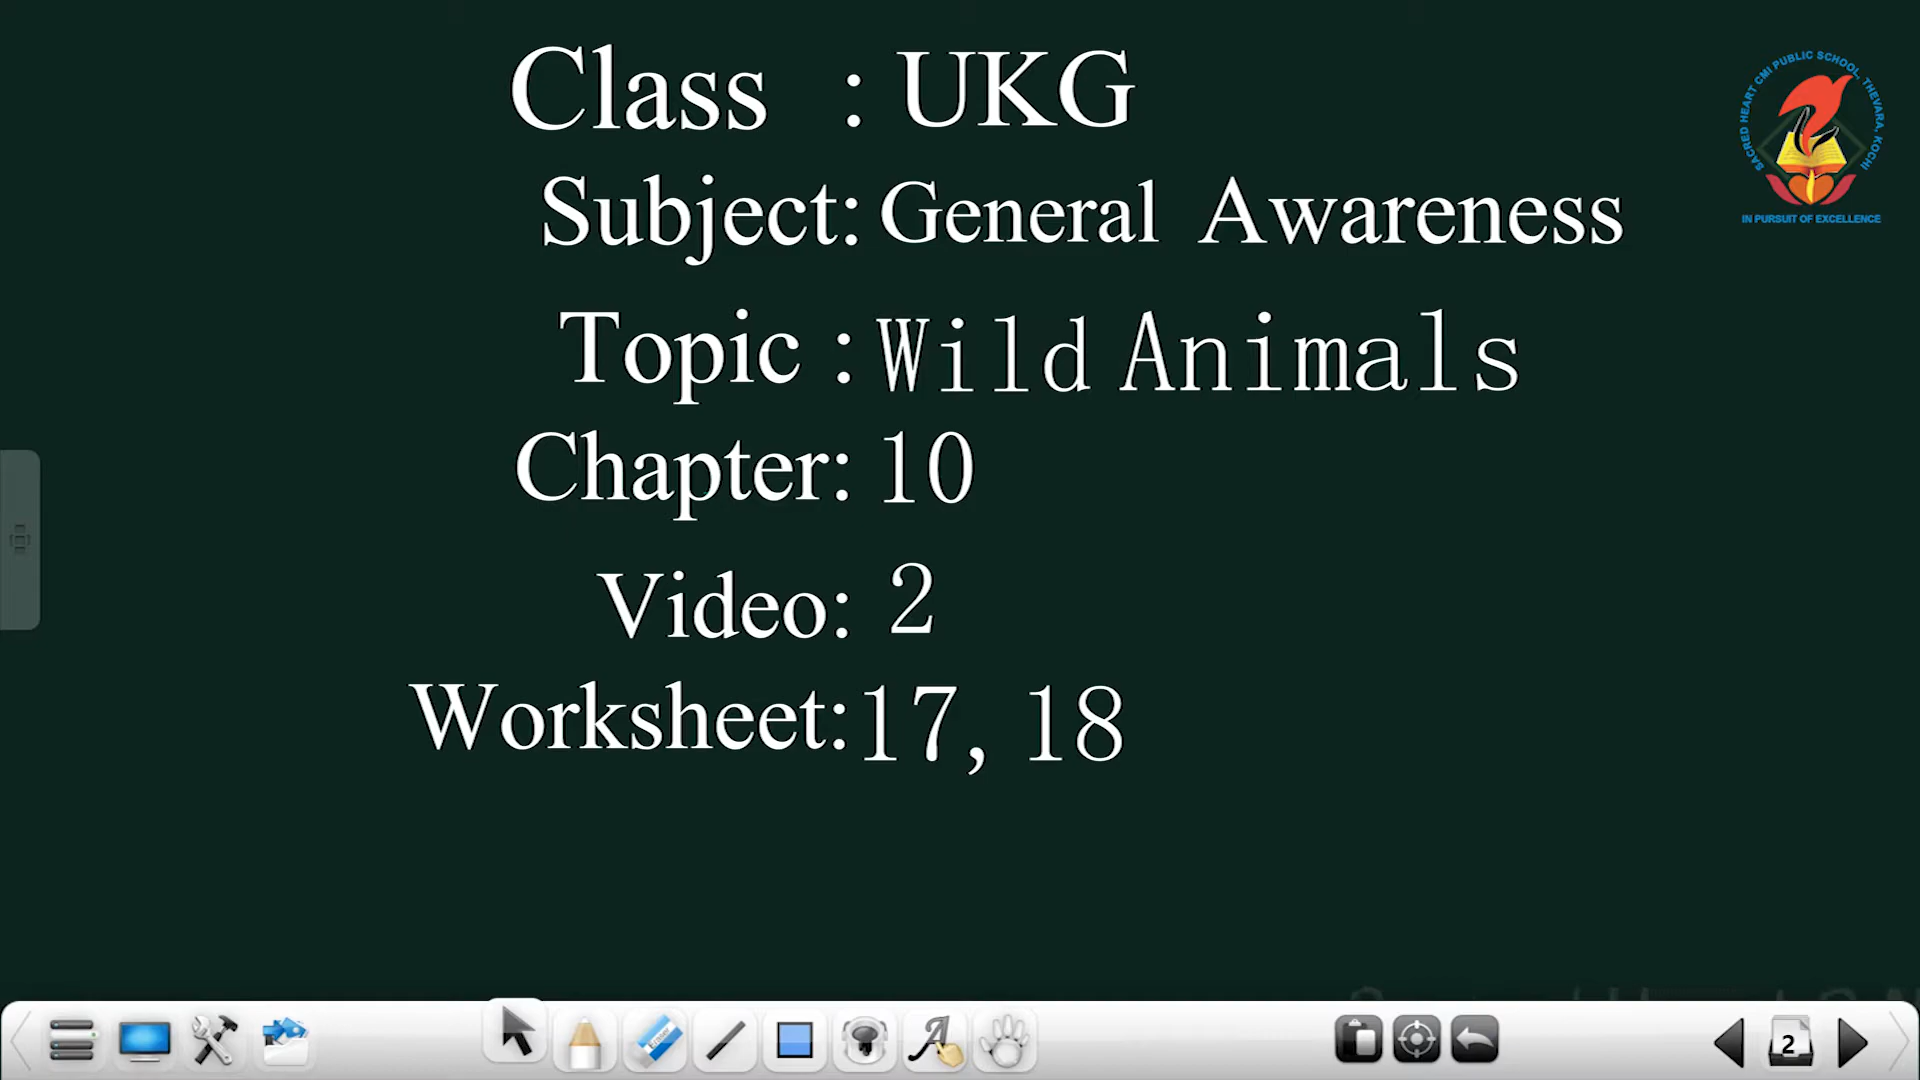 Class : UKG
Subject: General Awareness
Topic : Wild Animals
Chapter: 10
Video: 2
Worksheet: 17, 18
SACRED HEART CMI PUBLIC SCHOOL, THEVARA, KOCHI
IN PURSUIT OF EXCELLENCE
2